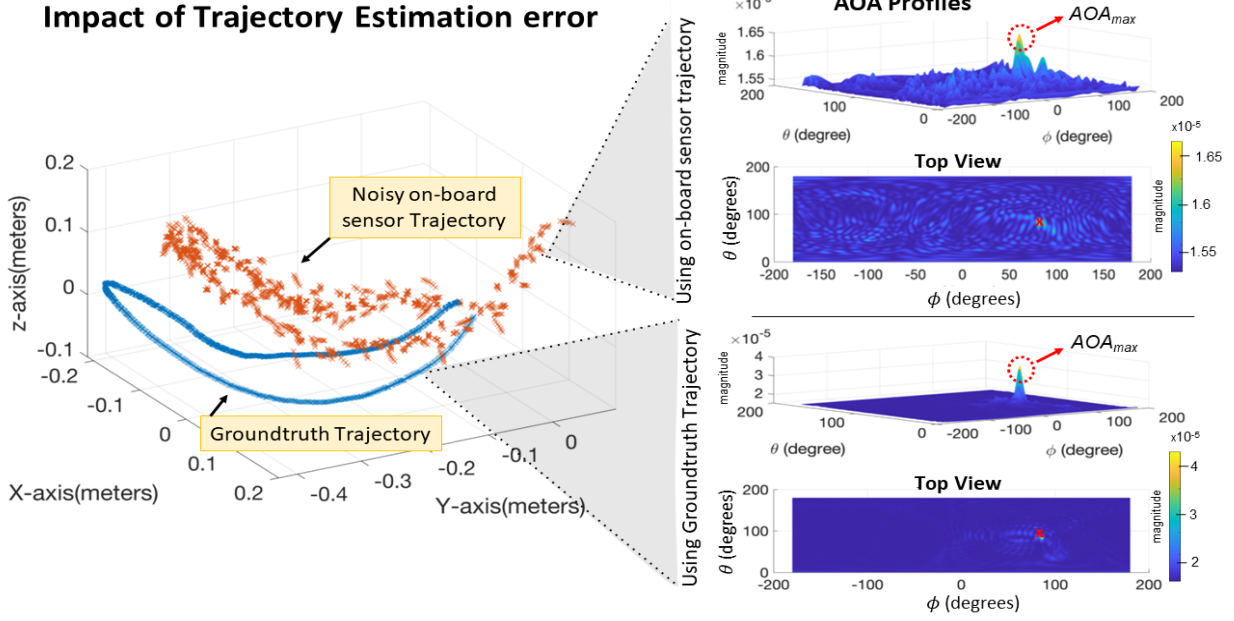 Impact of Trajectory Estimation error
z-axis(meters)
0.2
0.1
0
-0.1
-0.2
-0.1
0
0.1
0.2
X-axis(meters)
-0.4
-0.3
-0.2
-0.1
0
Y-axis(meters)
Noisy on-board
sensor Trajectory
Groundtruth Trajectory
Using on-board sensor trajectory
AOA Profiles
AOAmax
magnitude
1.65
1.6
1.55
200
100
0
θ (degree)
-200
-100
0
100
200
ϕ (degree)
Top View
θ (degrees)
200
100
0
-200
-150
-100
-50
0
50
100
150
200
ϕ (degrees)
x10⁻⁵
magnitude
1.65
1.6
1.55
Using Groundtruth Trajectory
×10⁻⁵
AOAmax
magnitude
4
3
2
200
100
0
θ (degree)
-200
-100
0
100
200
ϕ (degree)
Top View
θ (degrees)
200
100
0
-200
-100
0
100
200
ϕ (degrees)
x10⁻⁵
magnitude
4
3
2